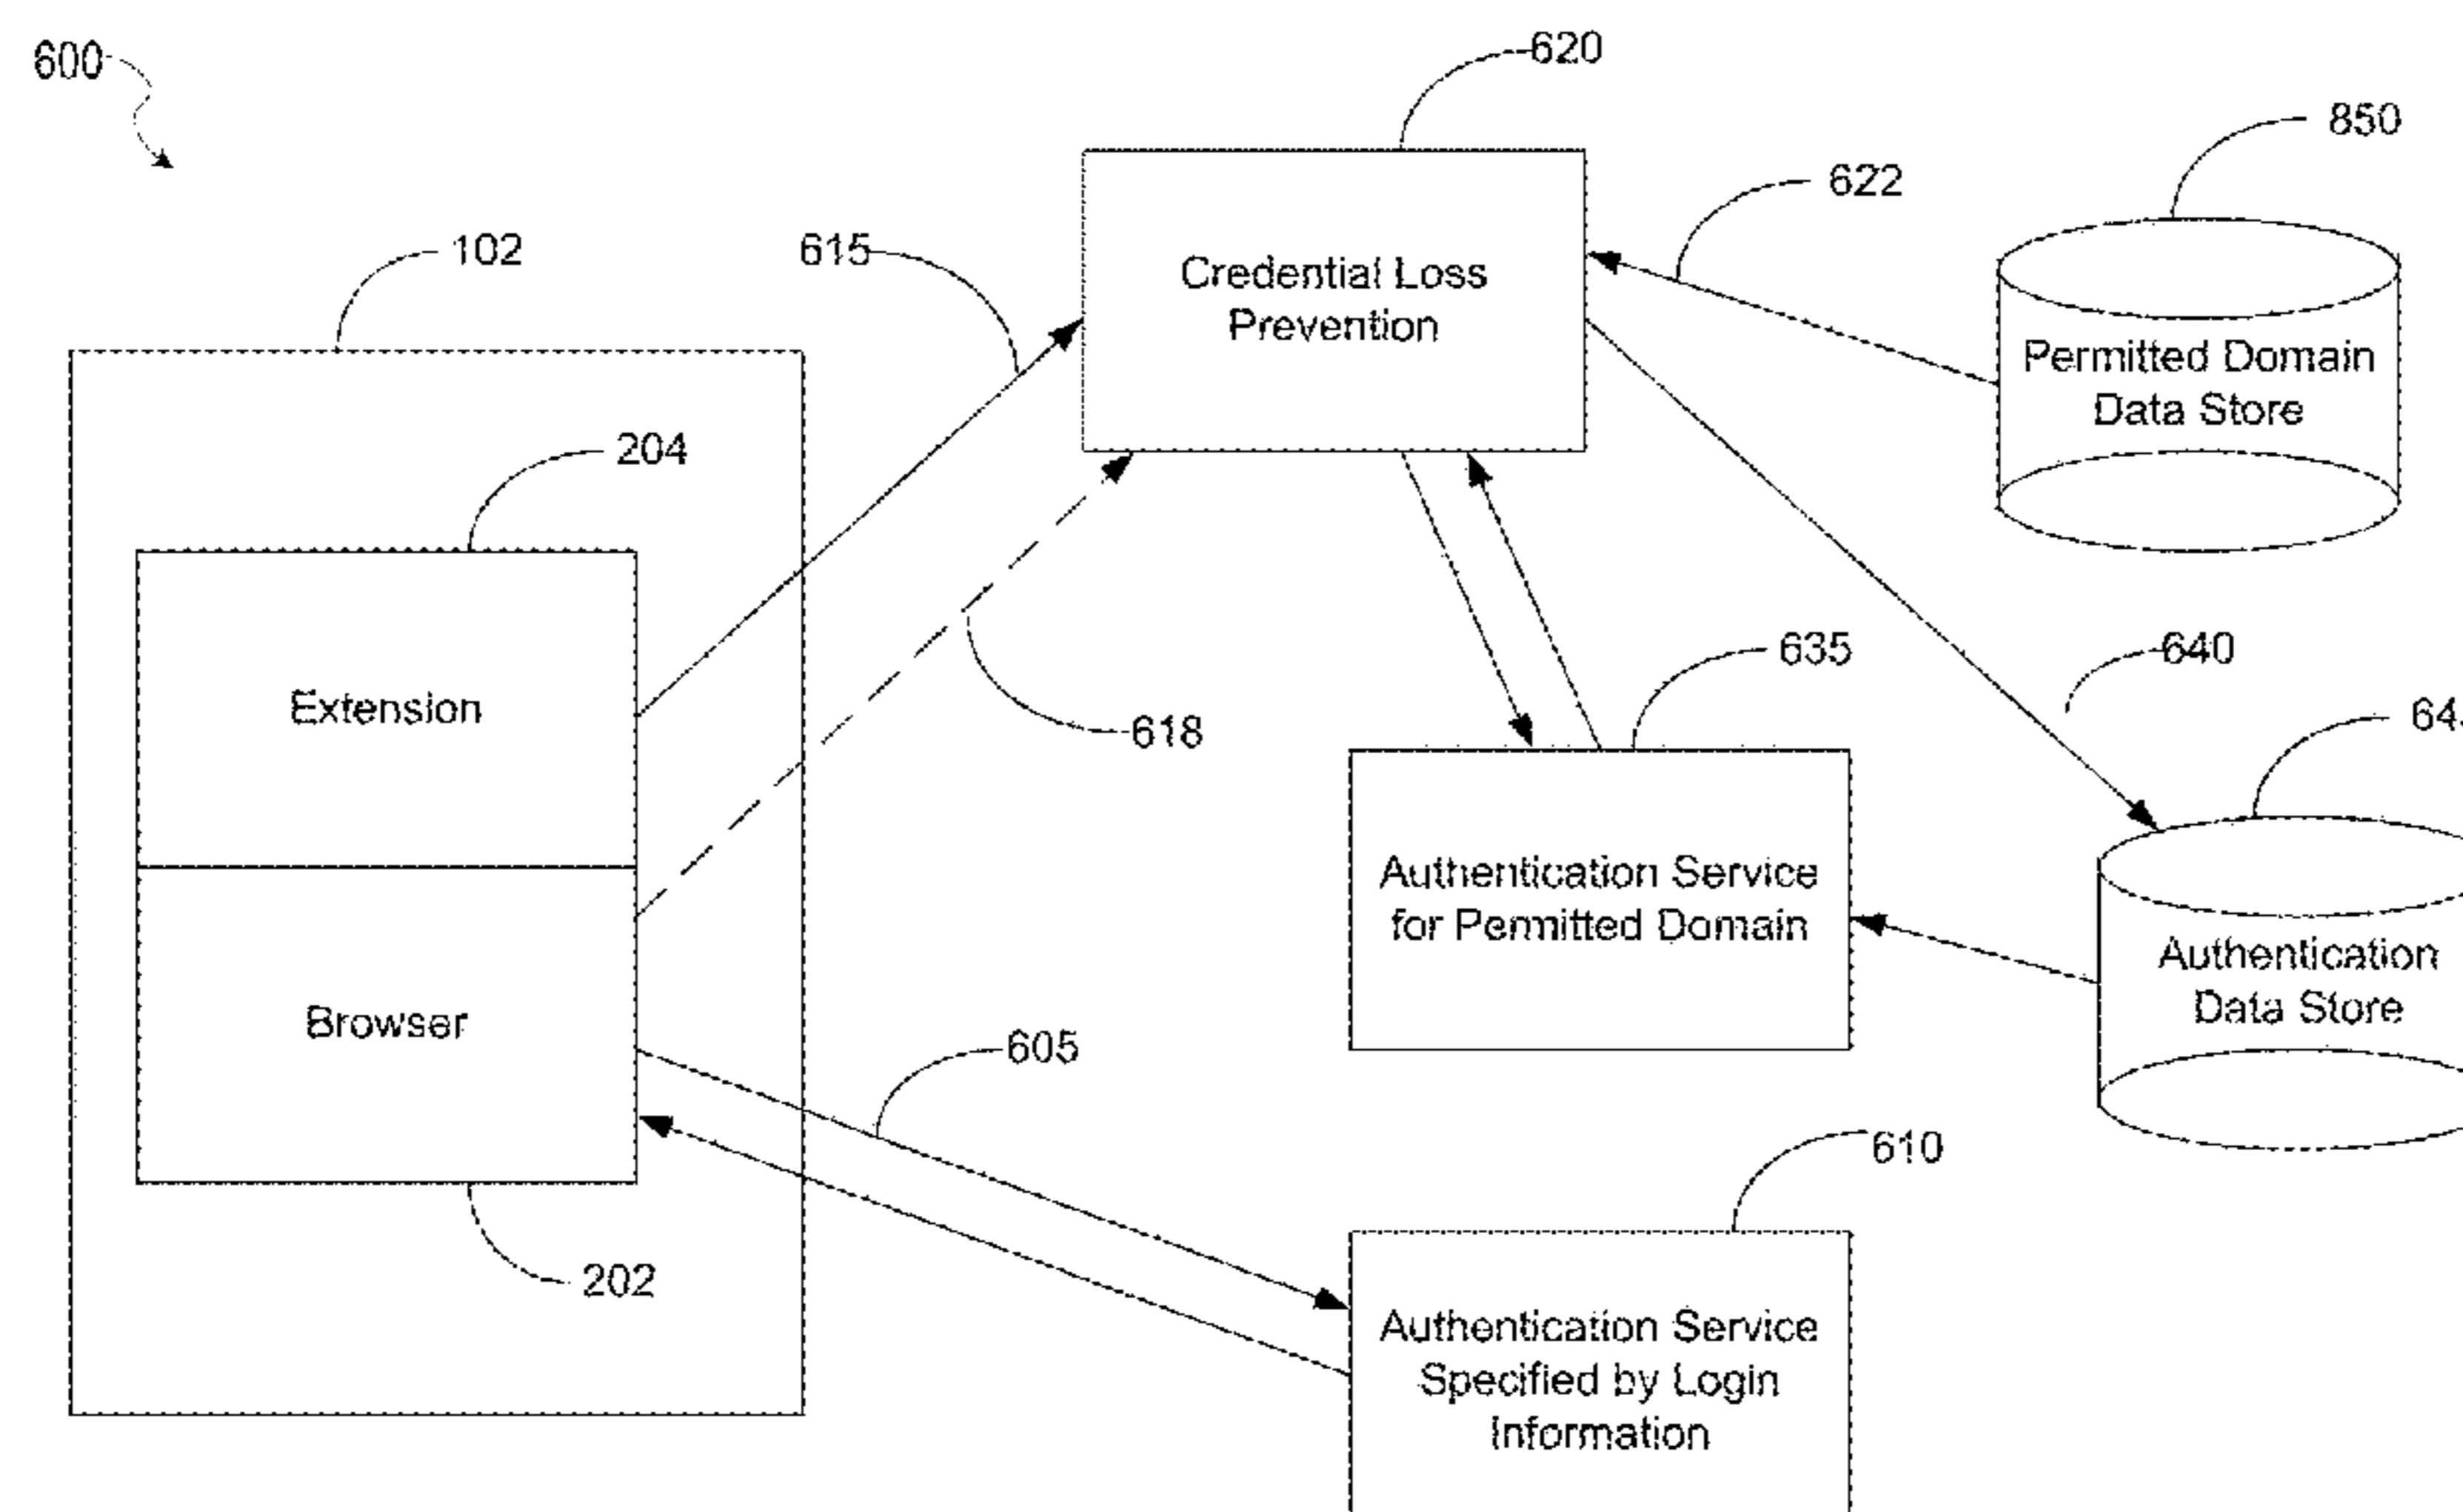 600
620
850
622
102
615
Credential Loss
Prevention
Permitted Domain
Data Store
204
635
640
Extension
618
Authentication Service
for Permitted Domain
Authentication
Data Store
Browser
605
610
202
Authentication Service
Specified by Login
Information